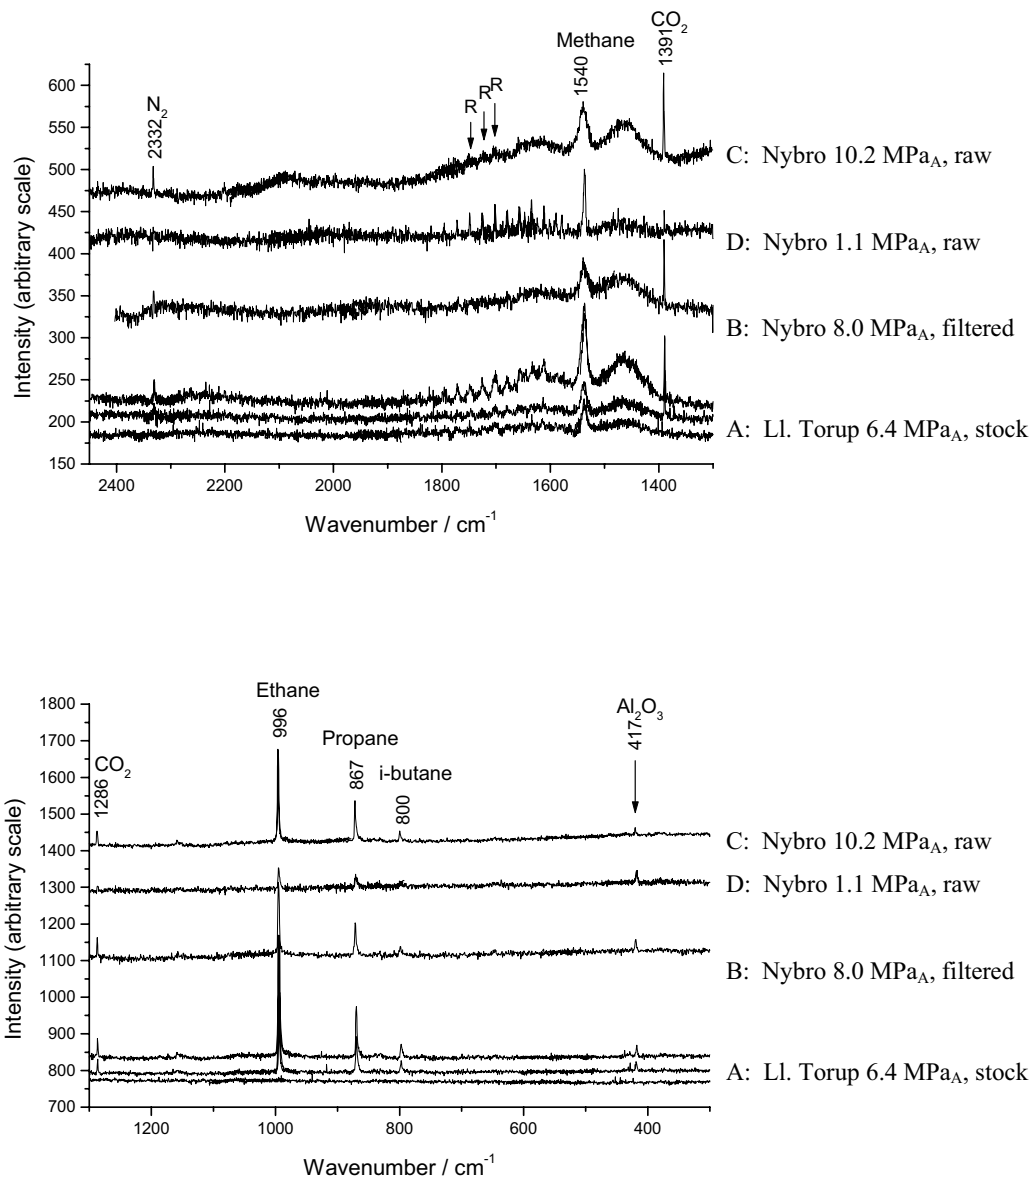 CO2
1391
Methane
1540
R R R
N2
2332
600
550
500
450
400
350
300
250
200
150
Intensity (arbitrary scale)
C: Nybro 10.2 MPaA, raw
D: Nybro 1.1 MPaA, raw
B: Nybro 8.0 MPaA, filtered
A: Ll. Torup 6.4 MPaA, stock
2400 2200 2000 1800 1600 1400
Wavenumber / cm-1
Ethane
996
Propane
867
i-butane
800
Al2O3
417
CO2
1286
1800
1700
1600
1500
1400
1300
1200
1100
1000
900
800
700
Intensity (arbitrary scale)
C: Nybro 10.2 MPaA, raw
D: Nybro 1.1 MPaA, raw
B: Nybro 8.0 MPaA, filtered
A: Ll. Torup 6.4 MPaA, stock
1200 1000 800 600 400
Wavenumber / cm-1